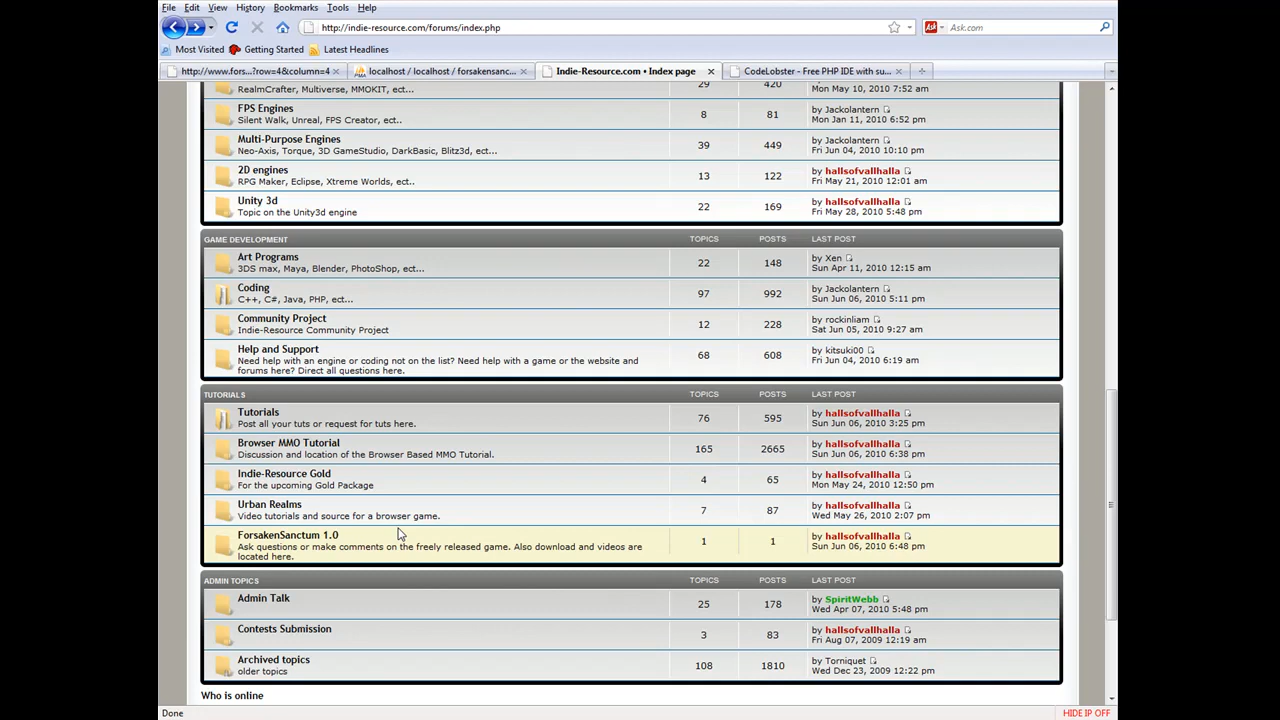 File Edit View History Bookmarks Tools Help
http://indie-resource.com/forums/index.php
Ask.com
Most Visited Getting Started Latest Headlines
http://www.fors...?row=4&column=4 localhost / localhost / forsakensanc... Indie-Resource.com • Index page CodeLobster - Free PHP IDE with su...
RealmCrafter, Multiverse, MMOKIT, ect... 29 420 Mon May 10, 2010 7:52 am
FPS Engines
Silent Walk, Unreal, FPS Creator, ect.. 8 81 by Jackolantern
Mon Jan 11, 2010 6:52 pm
Multi-Purpose Engines
Neo-Axis, Torque, 3D GameStudio, DarkBasic, Blitz3d, ect... 39 449 by Jackolantern
Fri Jun 04, 2010 10:10 pm
2D engines
RPG Maker, Eclipse, Xtreme Worlds, ect.. 13 122 by hallsofvallhalla
Fri May 21, 2010 12:01 am
Unity 3d
Topic on the Unity3d engine 22 169 by hallsofvallhalla
Fri May 28, 2010 5:48 pm
GAME DEVELOPMENT TOPICS POSTS LAST POST
Art Programs
3DS max, Maya, Blender, PhotoShop, ect... 22 148 by Xen
Sun Apr 11, 2010 12:15 am
Coding
C++, C#, Java, PHP, ect... 97 992 by Jackolantern
Sun Jun 06, 2010 5:11 pm
Community Project
Indie-Resource Community Project 12 228 by rockinliam
Sat Jun 05, 2010 9:27 am
Help and Support
Need help with an engine or coding not on the list? Need help with a game or the website and
forums here? Direct all questions here. 68 608 by kitsuki00
Fri Jun 04, 2010 6:19 am
TUTORIALS TOPICS POSTS LAST POST
Tutorials
Post all your tuts or request for tuts here. 76 595 by hallsofvallhalla
Sun Jun 06, 2010 3:25 pm
Browser MMO Tutorial
Discussion and location of the Browser Based MMO Tutorial. 165 2665 by hallsofvallhalla
Sun Jun 06, 2010 6:38 pm
Indie-Resource Gold
For the upcoming Gold Package 4 65 by hallsofvallhalla
Mon May 24, 2010 12:50 pm
Urban Realms
Video tutorials and source for a browser game. 7 87 by hallsofvallhalla
Wed May 26, 2010 2:07 pm
ForsakenSanctum 1.0
Ask questions or make comments on the freely released game. Also download and videos are
located here. 1 1 by hallsofvallhalla
Sun Jun 06, 2010 6:48 pm
ADMIN TOPICS TOPICS POSTS LAST POST
Admin Talk 25 178 by SpiritWebb
Wed Apr 07, 2010 5:48 pm
Contests Submission 3 83 by hallsofvallhalla
Fri Aug 07, 2009 12:19 am
Archived topics
older topics 108 1810 by Torniquet
Wed Dec 23, 2009 12:22 pm
Who is online
Done HIDE IP OFF